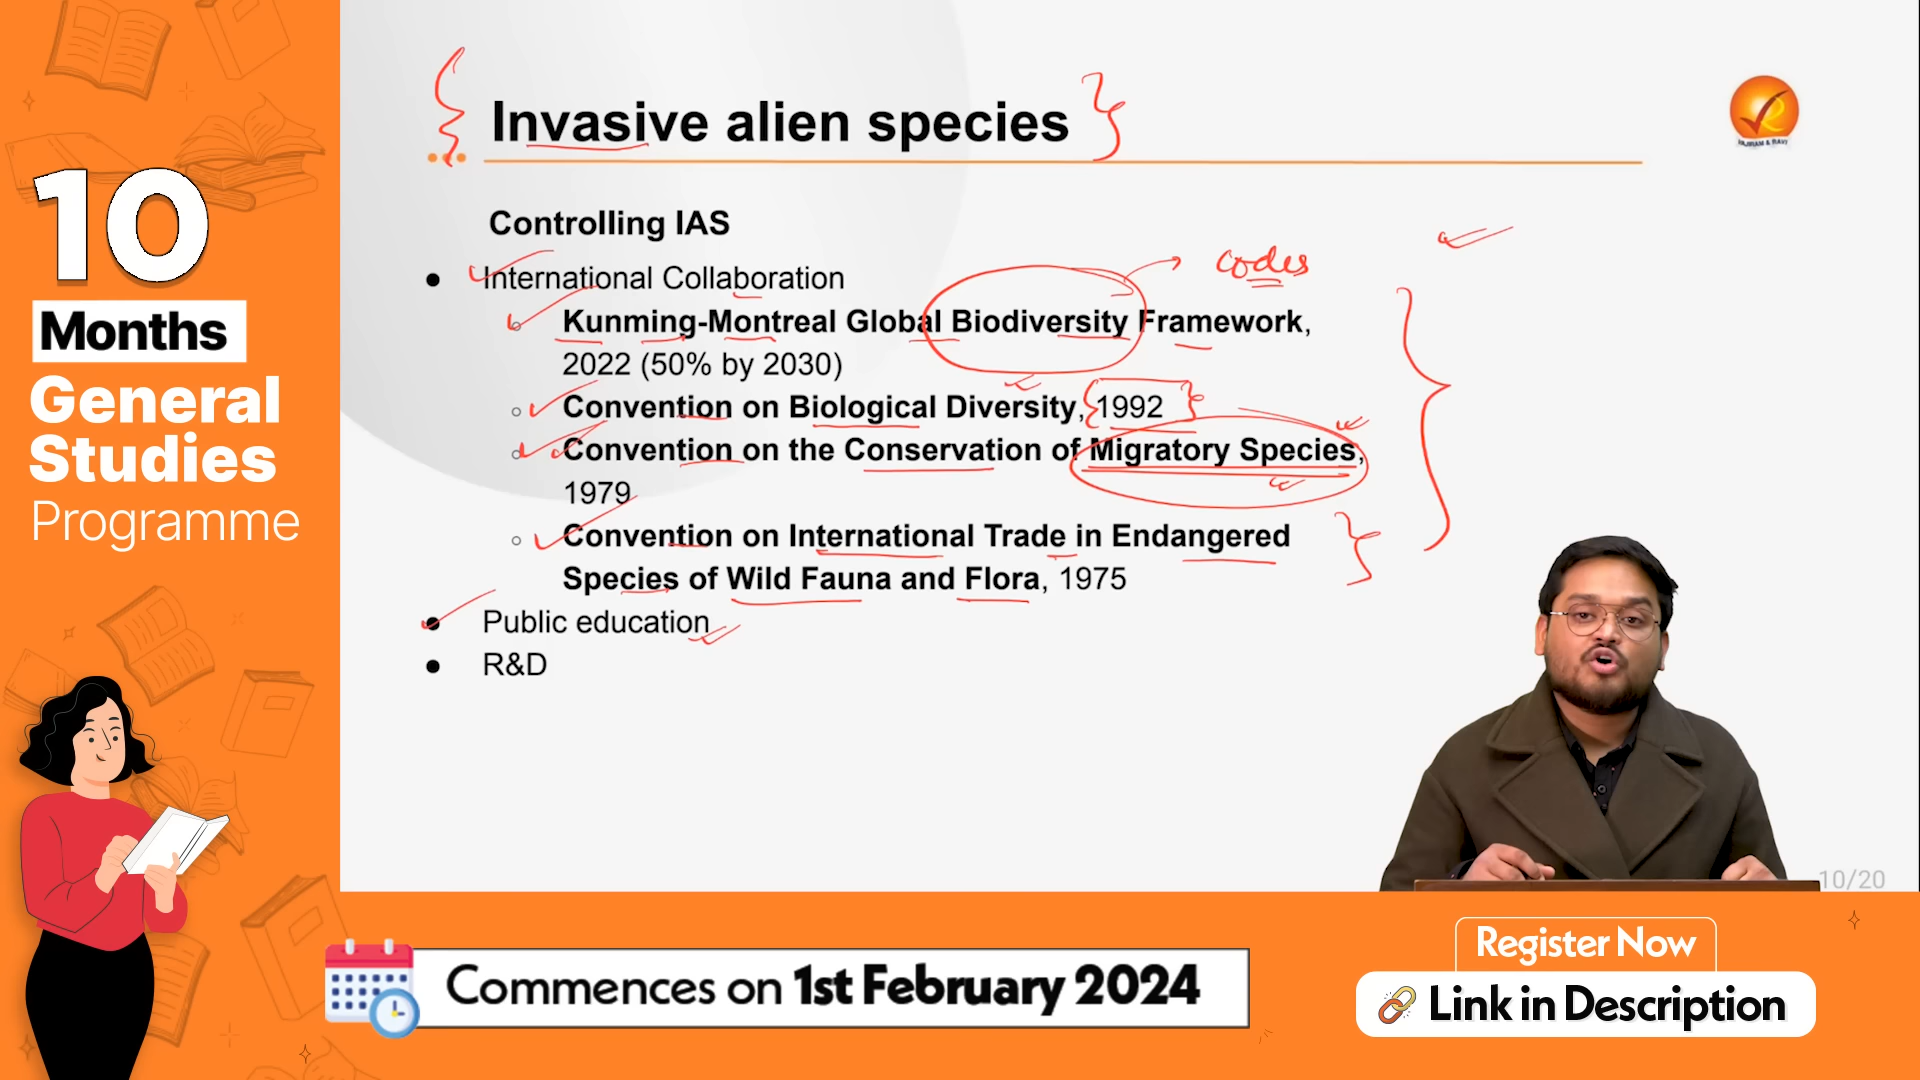 10
Months
General
Studies
Programme
Invasive alien species
VAJIRAM & RAVI
Controlling IAS
codes
● International Collaboration
○ Kunming-Montreal Global Biodiversity Framework,
2022 (50% by 2030)
○ Convention on Biological Diversity, 1992
○ Convention on the Conservation of Migratory Species,
1979
○ Convention on International Trade in Endangered
Species of Wild Fauna and Flora, 1975
● Public education
● R&D
10/20
Commences on 1st February 2024
Register Now
Link in Description